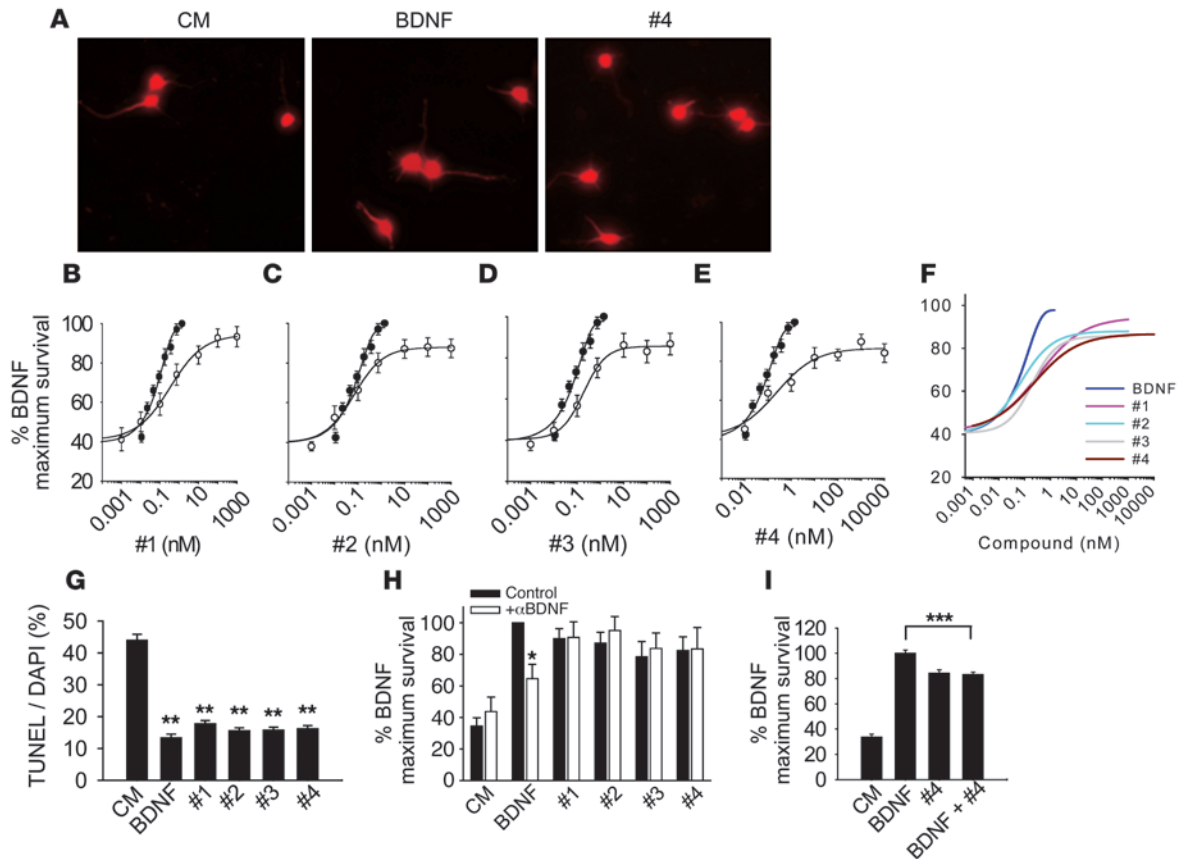 A
CM
BDNF
#4
B
C
D
E
F
% BDNF
maximum survival
100
80
60
40
20
0.001
0.1
10
1000
#1 (nM)
0.001
0.1
10
1000
#2 (nM)
0.001
0.1
10
1000
#3 (nM)
0.01
1
100
10000
#4 (nM)
100
80
60
40
20
BDNF
#1
#2
#3
#4
0.001
0.01
0.1
1
10
100
1000
10000
Compound (nM)
G
TUNEL / DAPI (%)
50
40
30
20
10
0
** ** ** ** **
CM
BDNF
#1
#2
#3
#4
H
Control
+αBDNF
% BDNF
maximum survival
100
80
60
40
20
0
*
CM
BDNF
#1
#2
#3
#4
I
% BDNF
maximum survival
120
100
80
60
40
20
0
***
CM
BDNF
#4
BDNF + #4